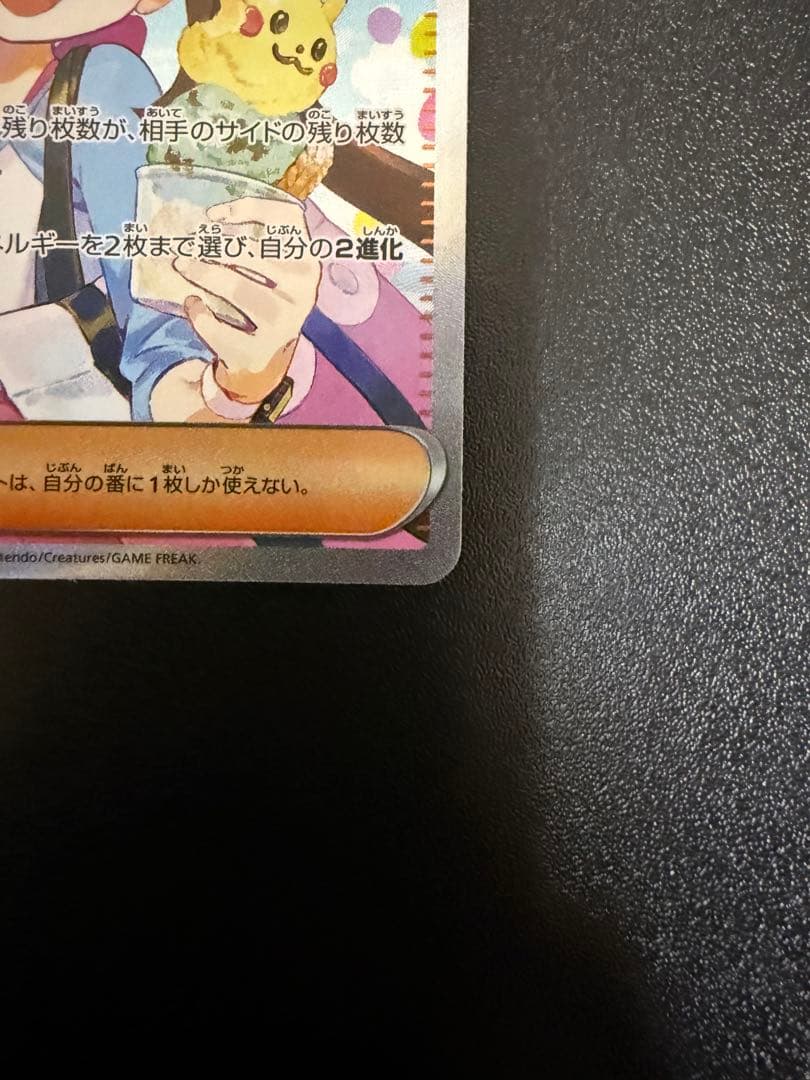 残り枚数が、相手のサイドの残り枚数
ネルギーを2枚まで選び、自分の2進化
トは、自分の番に1枚しか使えない。
endo/Creatures/GAME FREAK.